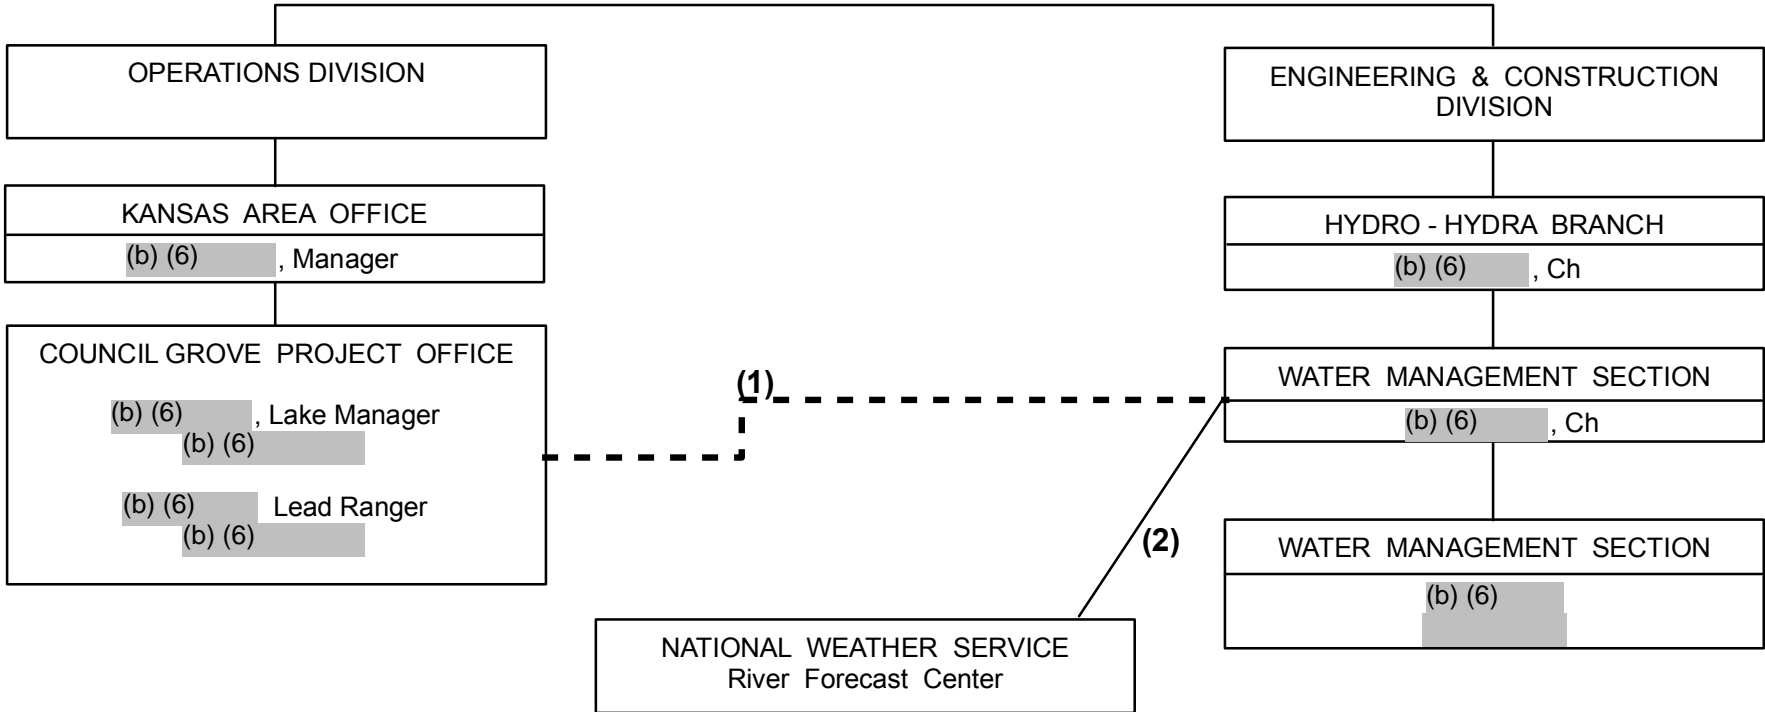 OPERATIONS DIVISION
KANSAS AREA OFFICE
(b) (6) , Manager
COUNCIL GROVE PROJECT OFFICE
(b) (6) , Lake Manager
(b) (6)
(b) (6) Lead Ranger
(b) (6)
(1)
(2)
NATIONAL WEATHER SERVICE
River Forecast Center
ENGINEERING & CONSTRUCTION
DIVISION
HYDRO - HYDRA BRANCH
(b) (6) , Ch
WATER MANAGEMENT SECTION
(b) (6) , Ch
WATER MANAGEMENT SECTION
(b) (6)